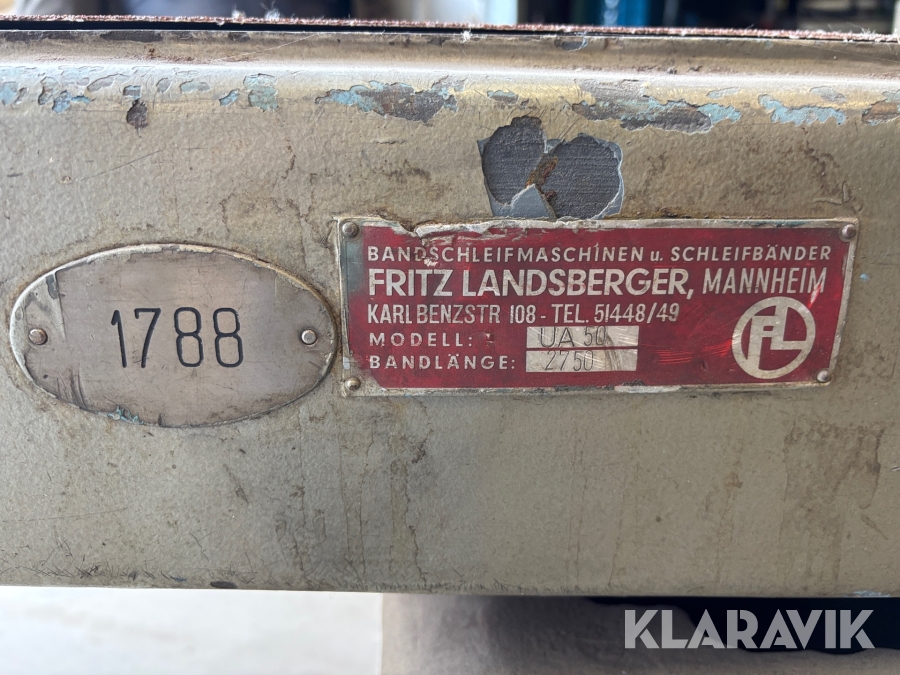 1788
BANDSCHLEIFMASCHINEN u. SCHLEIFBÄNDER
FRITZ LANDSBERGER, MANNHEIM
KARL BENZSTR 108 - TEL. 51448/49
MODELL: UA 50
BANDLÄNGE: 2750
FL
KLARAVIK